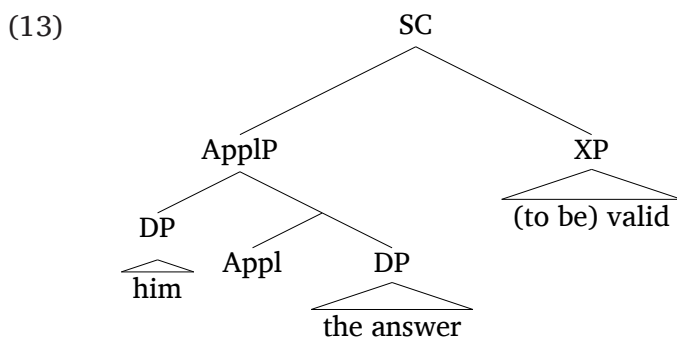 (13) SC
ApplP XP
(to be) valid
DP
Appl DP
him
the answer